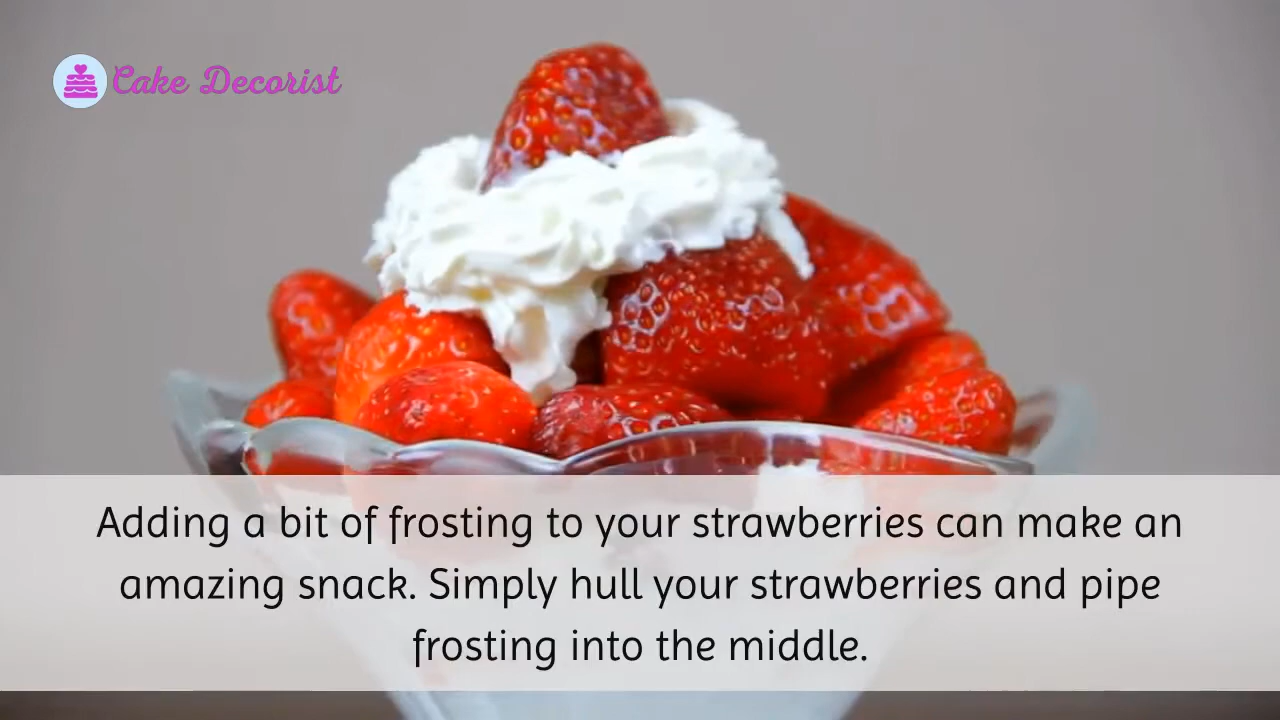 Cake Decorist
Adding a bit of frosting to your strawberries can make an
amazing snack. Simply hull your strawberries and pipe
frosting into the middle.